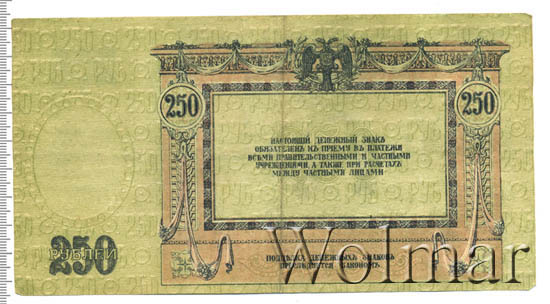 250
250
НАСТОЯЩІЙ ДЕНЕЖНЫЙ ЗНАКЪ
ОБЯЗАТЕЛЕНЪ КЪ ПРІЕМУ ВЪ ПЛАТЕЖИ
ВСѢМИ ПРАВИТЕЛЬСТВЕННЫМИ И ЧАСТНЫМИ
УЧРЕЖДЕНІЯМИ, А ТАКЖЕ ПРИ РАСЧЕТАХЪ
МЕЖДУ ЧАСТНЫМИ ЛИЦАМИ
Wolmar
250
РУБЛЕЙ
ПОДДѢЛКА ДЕНЕЖНЫХЪ ЗНАКОВЪ
ПРЕСЛѢДУЕТСЯ ЗАКОНОМЪ